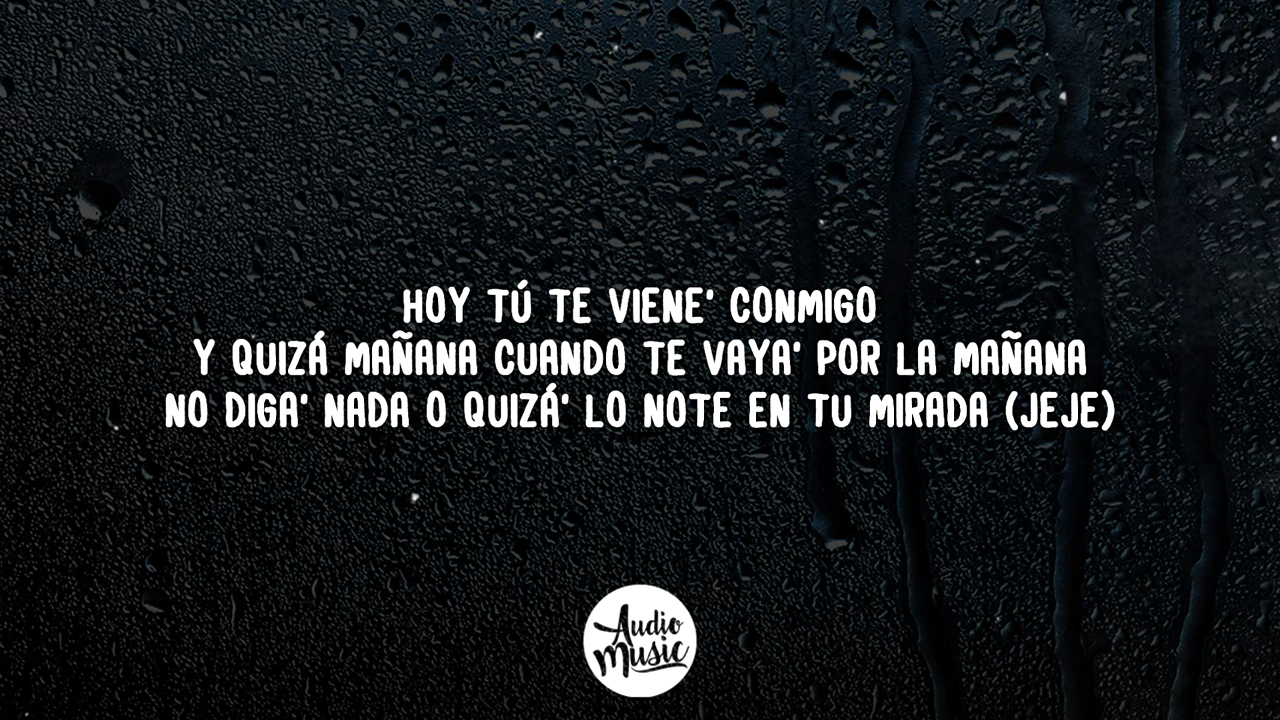 HOY TÚ TE VIENE' CONMIGO
Y QUIZÁ MAÑANA CUANDO TE VAYA' POR LA MAÑANA
NO DIGA' NADA O QUIZÁ' LO NOTE EN TU MIRADA (JEJE)
Audio
Music